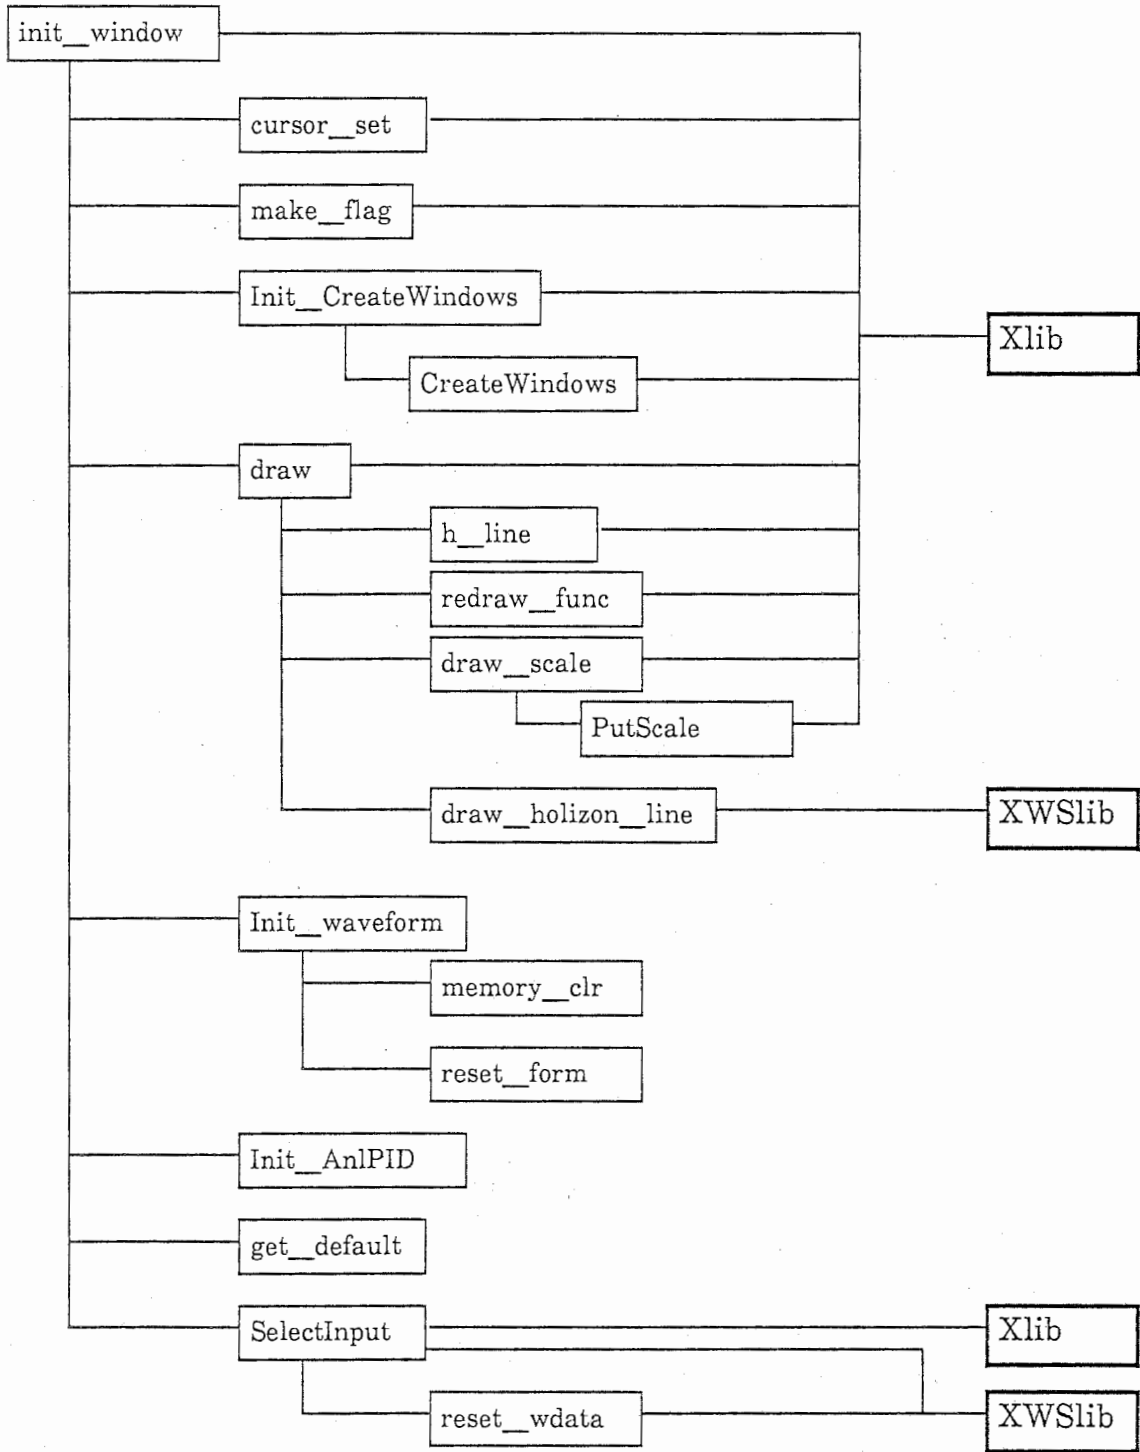 init__window
cursor__set
make__flag
Init__CreateWindows
Xlib
CreateWindows
draw
h__line
redraw__func
draw__scale
PutScale
draw__holizon__line
XWSlib
Init__waveform
memory__clr
reset__form
Init__AnlPID
get__default
SelectInput
Xlib
reset__wdata
XWSlib